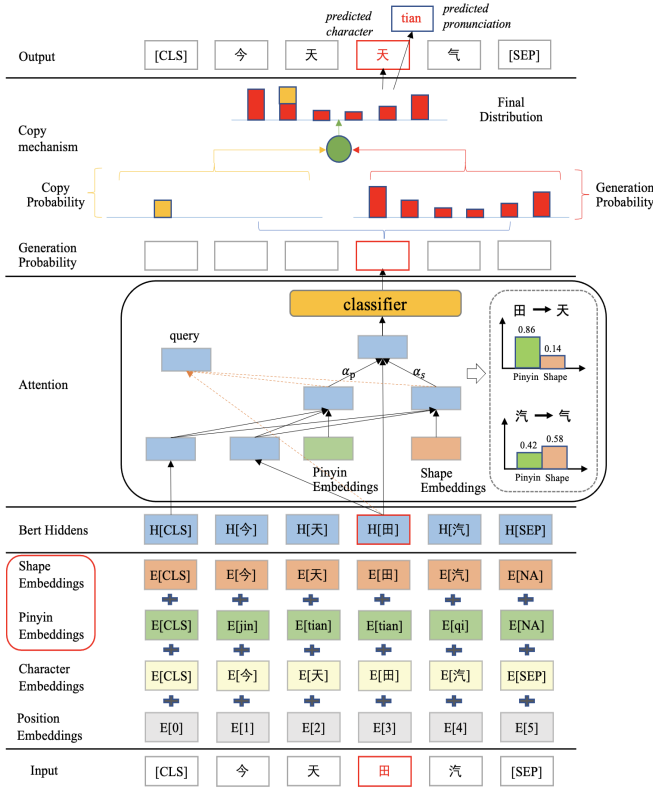 predicted character
predicted pronunciation
tian
Output
[CLS] 今 天 天 气 [SEP]
Copy mechanism
Final Distribution
Copy Probability
Generation Probability
Generation Probability
Attention
classifier
query
αp
αs
Pinyin Embeddings
Shape Embeddings
田 → 天
0.86
0.14
Pinyin Shape
汽 → 气
0.42
0.58
Pinyin Shape
Bert Hiddens
H[CLS] H[今] H[天] H[田] H[汽] H[SEP]
Shape Embeddings
E[CLS] E[今] E[天] E[田] E[汽] E[NA]
Pinyin Embeddings
E[CLS] E[jin] E[tian] E[tian] E[qi] E[NA]
Character Embeddings
E[CLS] E[今] E[天] E[田] E[汽] E[SEP]
Position Embeddings
E[0] E[1] E[2] E[3] E[4] E[5]
Input
[CLS] 今 天 田 汽 [SEP]